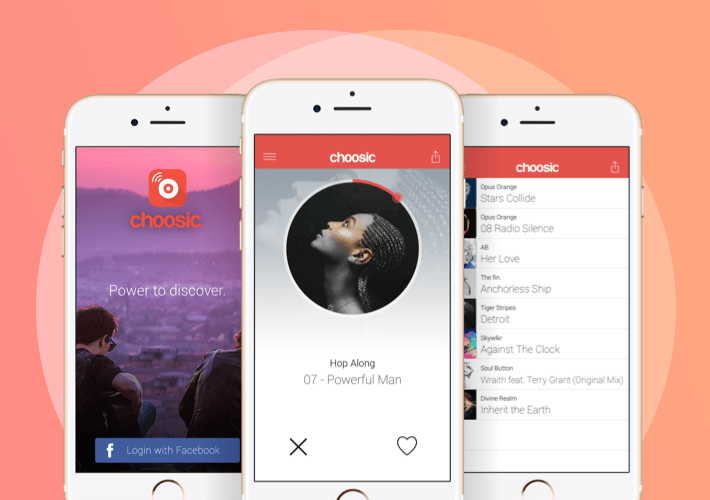 choosic
Power to discover.
f
Login with Facebook
choosic
Hop Along
07 - Powerful Man
choosic
Opus Orange
Stars Collide
Opus Orange
08 Radio Silence
AB
Her Love
The fin.
Anchorless Ship
Tiger Stripes
Detroit
Skywlkr
Against The Clock
Soul Button
Wraith feat. Terry Grant (Original Mix)
Divine Realm
Inherit the Earth